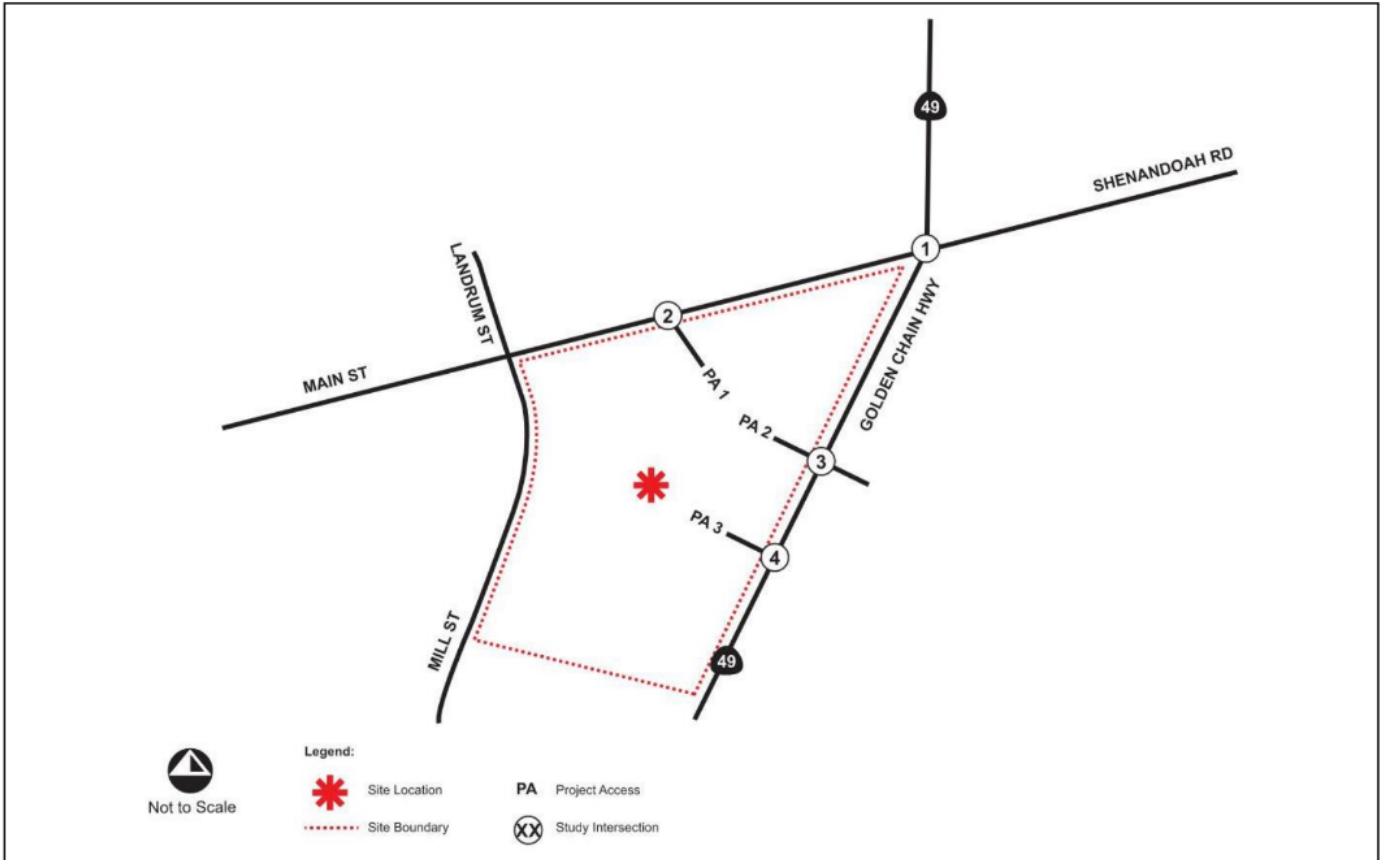 49
SHENANDOAH RD
1
LANDRUM ST
2
GOLDEN CHAIN HWY
MAIN ST
PA 1
PA 2
3
PA 3
4
MILL ST
49
Not to Scale
Legend:
Site Location
PA Project Access
Site Boundary
XX Study Intersection